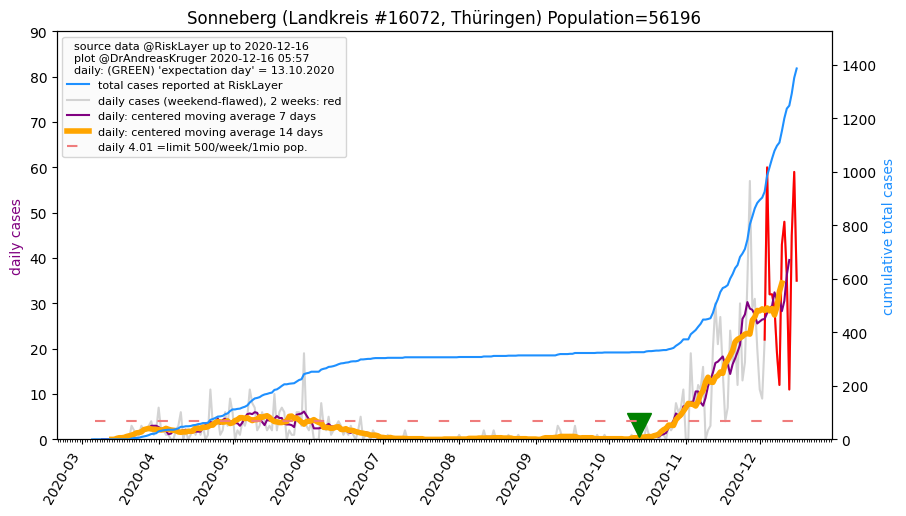 Sonneberg (Landkreis #16072, Thüringen) Population=56196
source data @RiskLayer up to 2020-12-16
plot @DrAndreasKruger 2020-12-16 05:57
daily: (GREEN) 'expectation day' = 13.10.2020
total cases reported at RiskLayer
daily cases (weekend-flawed), 2 weeks: red
daily: centered moving average 7 days
daily: centered moving average 14 days
daily 4.01 =limit 500/week/1mio pop.
daily cases
90
80
70
60
50
40
30
20
10
0
cumulative total cases
1400
1200
1000
800
600
400
200
0
2020-03
2020-04
2020-05
2020-06
2020-07
2020-08
2020-09
2020-10
2020-11
2020-12